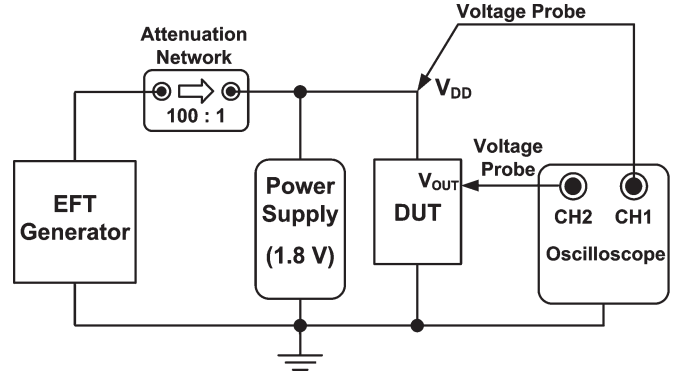 Voltage Probe
Attenuation
Network
100 : 1
VDD
Voltage
Probe
EFT
Generator
Power
Supply
(1.8 V)
VOUT
DUT
CH2 CH1
Oscilloscope